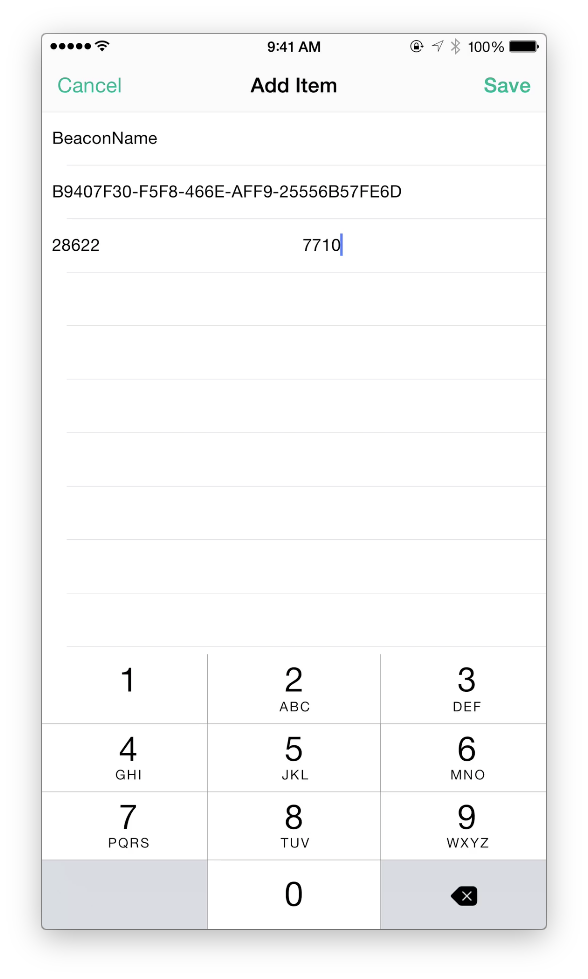 9:41 AM 100%
Cancel Add Item Save
BeaconName
B9407F30-F5F8-466E-AFF9-25556B57FE6D
28622 7710
1 2 3
ABC DEF
4 5 6
GHI JKL MNO
7 8 9
PQRS TUV WXYZ
0